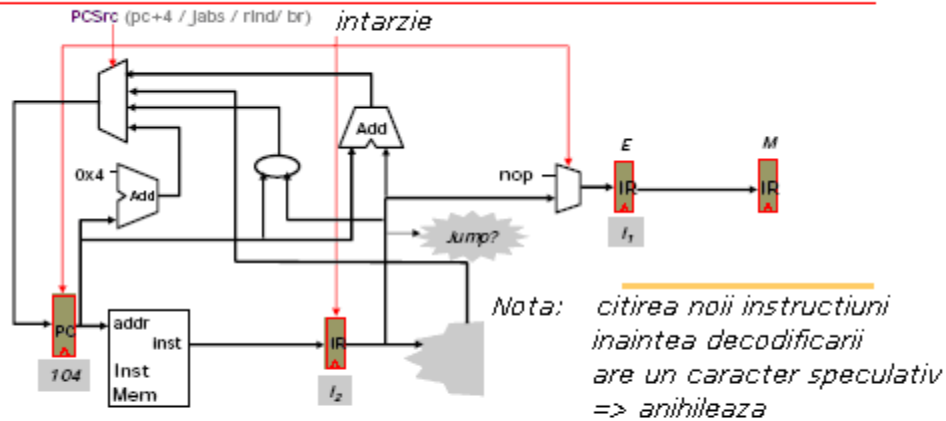 PCSrc (pc+4 / jabs / rind/ br)
intarzie
Add
E
M
0x4
Add
nop
IR
IR
I1
Jump?
PC
addr
inst
Inst
Mem
IR
104
I2
Nota: citirea noii instructiuni
inaintea decodificarii
are un caracter speculativ
=> anihileaza